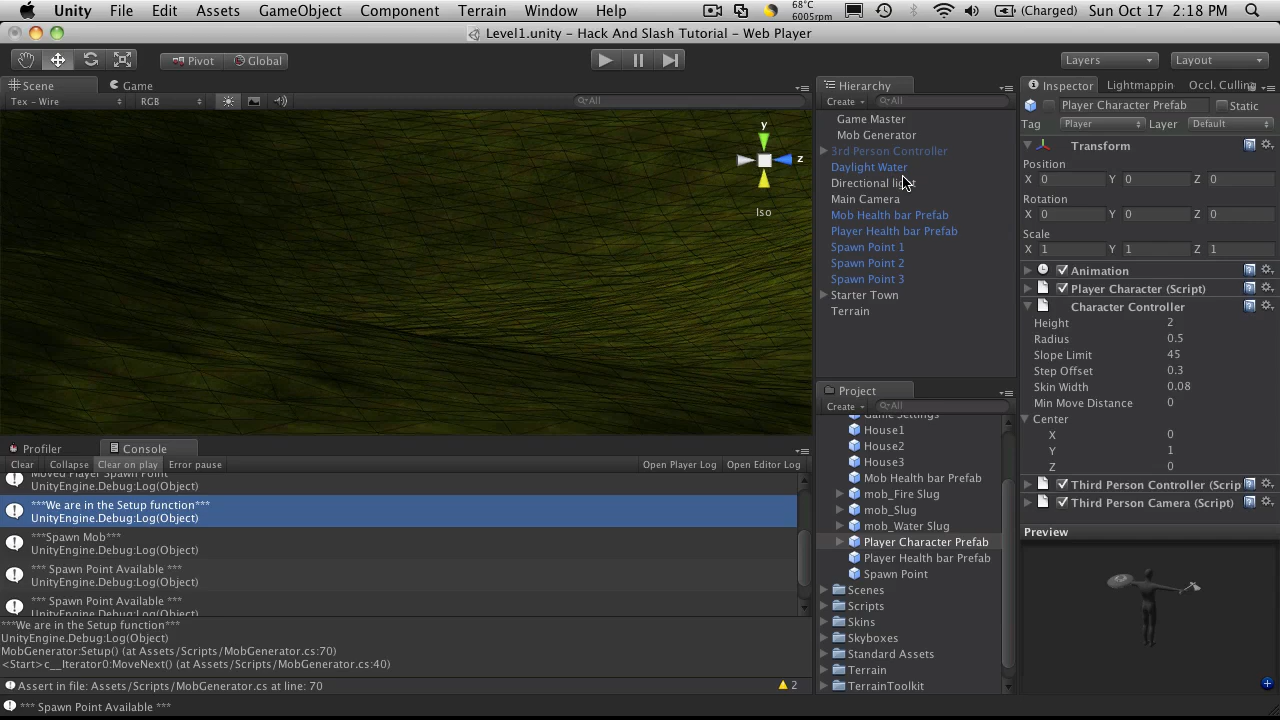 Unity File Edit Assets GameObject Component Terrain Window Help 68°C 6005rpm (Charged) Sun Oct 17 2:18 PM
Level1.unity - Hack And Slash Tutorial - Web Player
Pivot Global Layers Layout
Scene Game
Tex - Wire RGB All
y
z
Iso
Hierarchy
Create All
Game Master
Mob Generator
3rd Person Controller
Daylight Water
Directional light
Main Camera
Mob Health bar Prefab
Player Health bar Prefab
Spawn Point 1
Spawn Point 2
Spawn Point 3
Starter Town
Terrain
Project
Create All
Game Settings
House1
House2
House3
Mob Health bar Prefab
mob_Fire Slug
mob_Slug
mob_Water Slug
Player Character Prefab
Player Health bar Prefab
Spawn Point
Scenes
Scripts
Skins
Skyboxes
Standard Assets
Terrain
TerrainToolkit
Inspector Lightmappin Occl. Culling
Player Character Prefab Static
Tag Player Layer Default
Transform
Position
X 0 Y 0 Z 0
Rotation
X 0 Y 0 Z 0
Scale
X 1 Y 1 Z 1
Animation
Player Character (Script)
Character Controller
Height 2
Radius 0.5
Slope Limit 45
Step Offset 0.3
Skin Width 0.08
Min Move Distance 0
Center
X 0
Y 1
Z 0
Third Person Controller (Scrip
Third Person Camera (Script)
Preview
Profiler Console
Clear Collapse Clear on play Error pause Open Player Log Open Editor Log
Moved Player Spawn Point
UnityEngine.Debug:Log(Object)
***We are in the Setup function***
UnityEngine.Debug:Log(Object)
***Spawn Mob***
UnityEngine.Debug:Log(Object)
*** Spawn Point Available ***
UnityEngine.Debug:Log(Object)
*** Spawn Point Available ***
UnityEngine.Debug:Log(Object)
***We are in the Setup function***
UnityEngine.Debug:Log(Object)
MobGenerator:Setup() (at Assets/Scripts/MobGenerator.cs:70)
<Start>c__Iterator0:MoveNext() (at Assets/Scripts/MobGenerator.cs:40)
Assert in file: Assets/Scripts/MobGenerator.cs at line: 70 2
*** Spawn Point Available ***